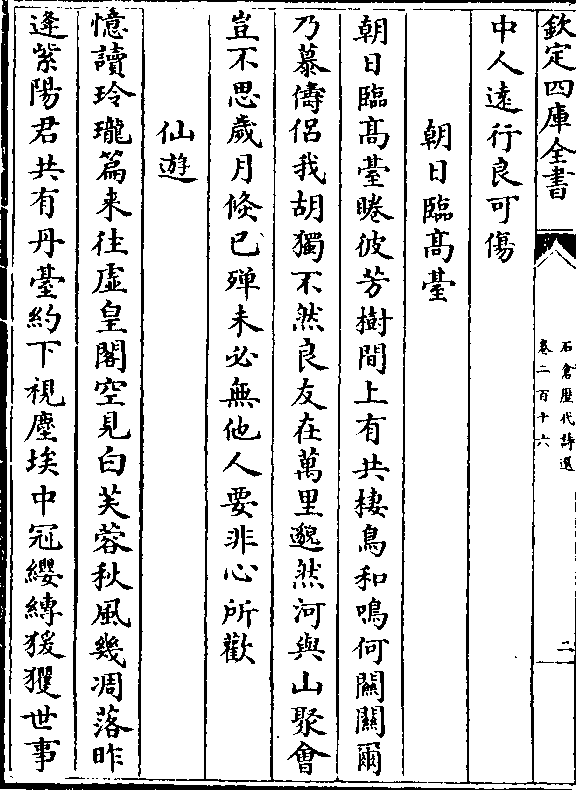 欽定四庫全書
石倉歷代詩選
卷二百十六
二
中人遠行良可傷
朝日臨髙臺
朝日臨髙臺睠彼芳樹間上有共棲鳥和鳴何關關爾
乃慕儔侶我胡獨不然良友在萬里邈然河與山聚會
豈不思歲月倏已殫未必無他人要非心所歡
仙遊
憶讀玲瓏篇来往虛皇閣空見白芙蓉秋風幾凋落昨
逢紫陽君共有丹臺約下視塵埃中冠纓縳猨玃世事